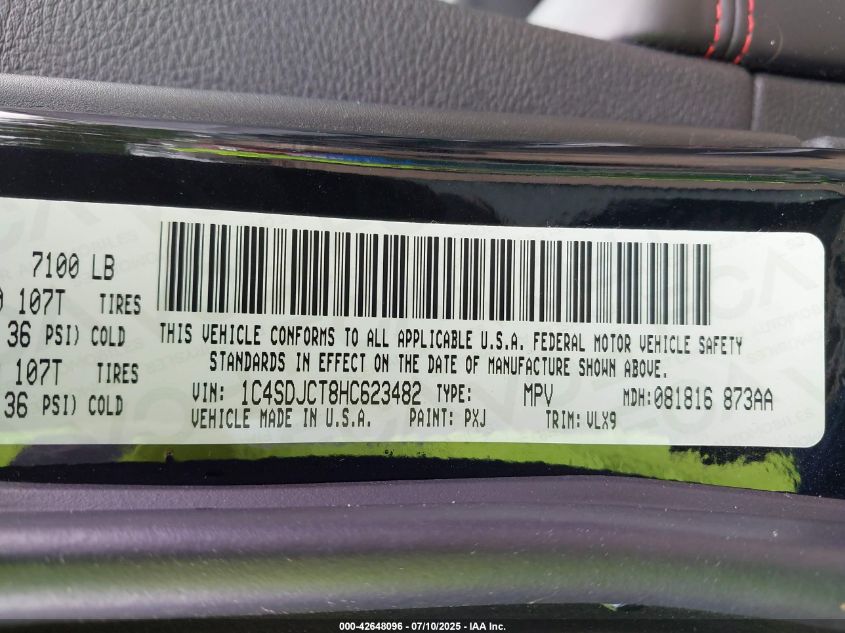 7100 LB
107T TIRES
36 PSI) COLD
107T TIRES
36 PSI) COLD
THIS VEHICLE CONFORMS TO ALL APPLICABLE U.S.A. FEDERAL MOTOR VEHICLE SAFETY
STANDARDS IN EFFECT ON THE DATE OF MANUFACTURE SHOWN ABOVE.
VIN: 1C4SDJCT8HC623482 TYPE: MPV MDH:081816 873AA
VEHICLE MADE IN U.S.A. PAINT: PXJ TRIM: VLX9
000-42648096 - 07/10/2025 - IAA Inc.